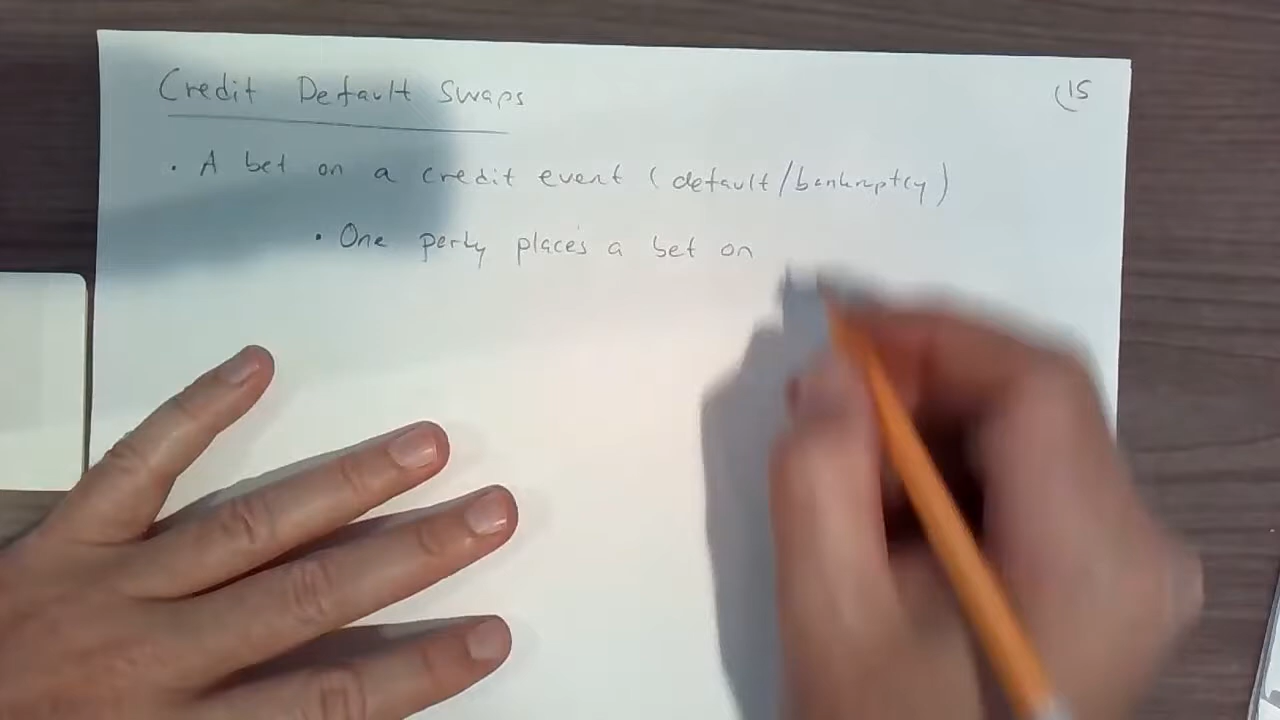 Credit Default Swaps
15
· A bet on a credit event (default/bankruptcy)
· One party places a bet on